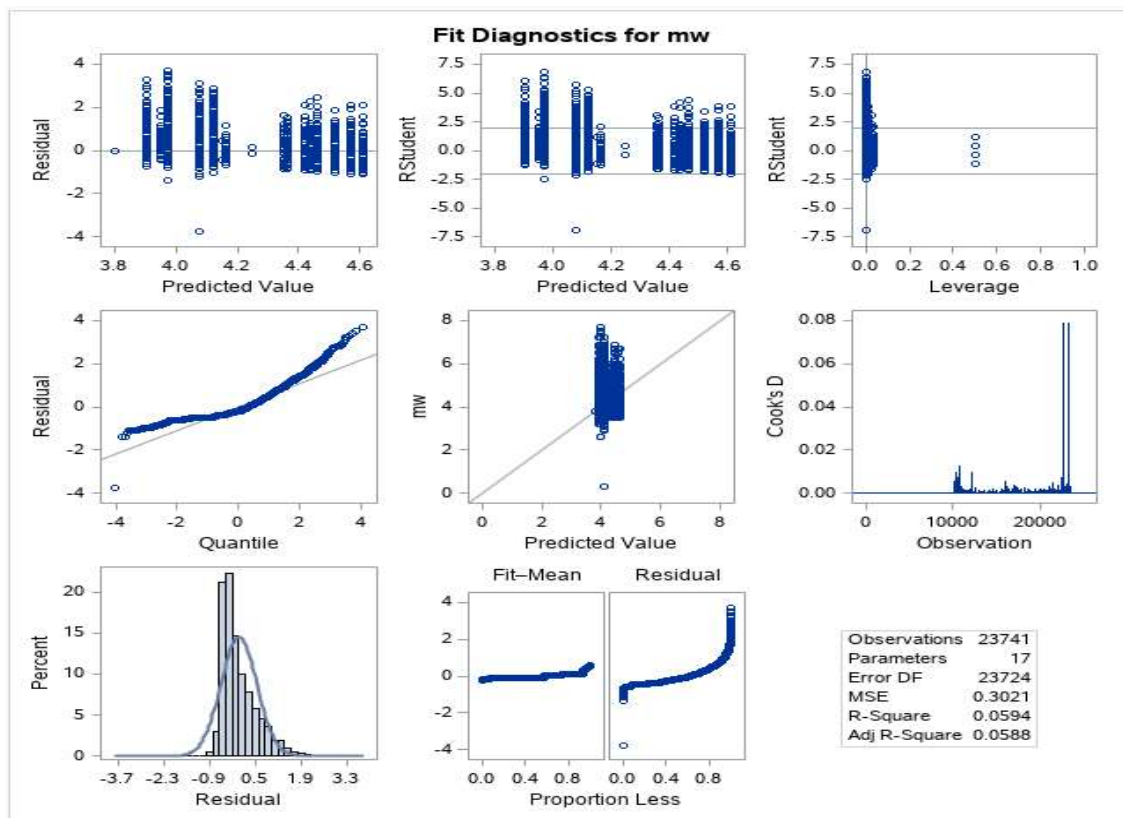 Fit Diagnostics for mw
4
2
0
-2
-4
Residual
3.8 4.0 4.2 4.4 4.6
Predicted Value
7.5
5.0
2.5
0.0
-2.5
-5.0
-7.5
RStudent
3.8 4.0 4.2 4.4 4.6
Predicted Value
7.5
5.0
2.5
0.0
-2.5
-5.0
-7.5
RStudent
0.0 0.2 0.4 0.6 0.8 1.0
Leverage
4
2
0
-2
-4
Residual
-4 -2 0 2 4
Quantile
8
6
4
2
0
mw
0 2 4 6 8
Predicted Value
0.08
0.06
0.04
0.02
0.00
Cook's D
0 10000 20000
Observation
20
15
10
5
0
Percent
-3.7 -2.3 -0.9 0.5 1.9 3.3
Residual
Fit–Mean Residual
4
2
0
-2
-4
0.0 0.4 0.8 0.0 0.4 0.8
Proportion Less
Observations 23741
Parameters 17
Error DF 23724
MSE 0.3021
R-Square 0.0594
Adj R-Square 0.0588